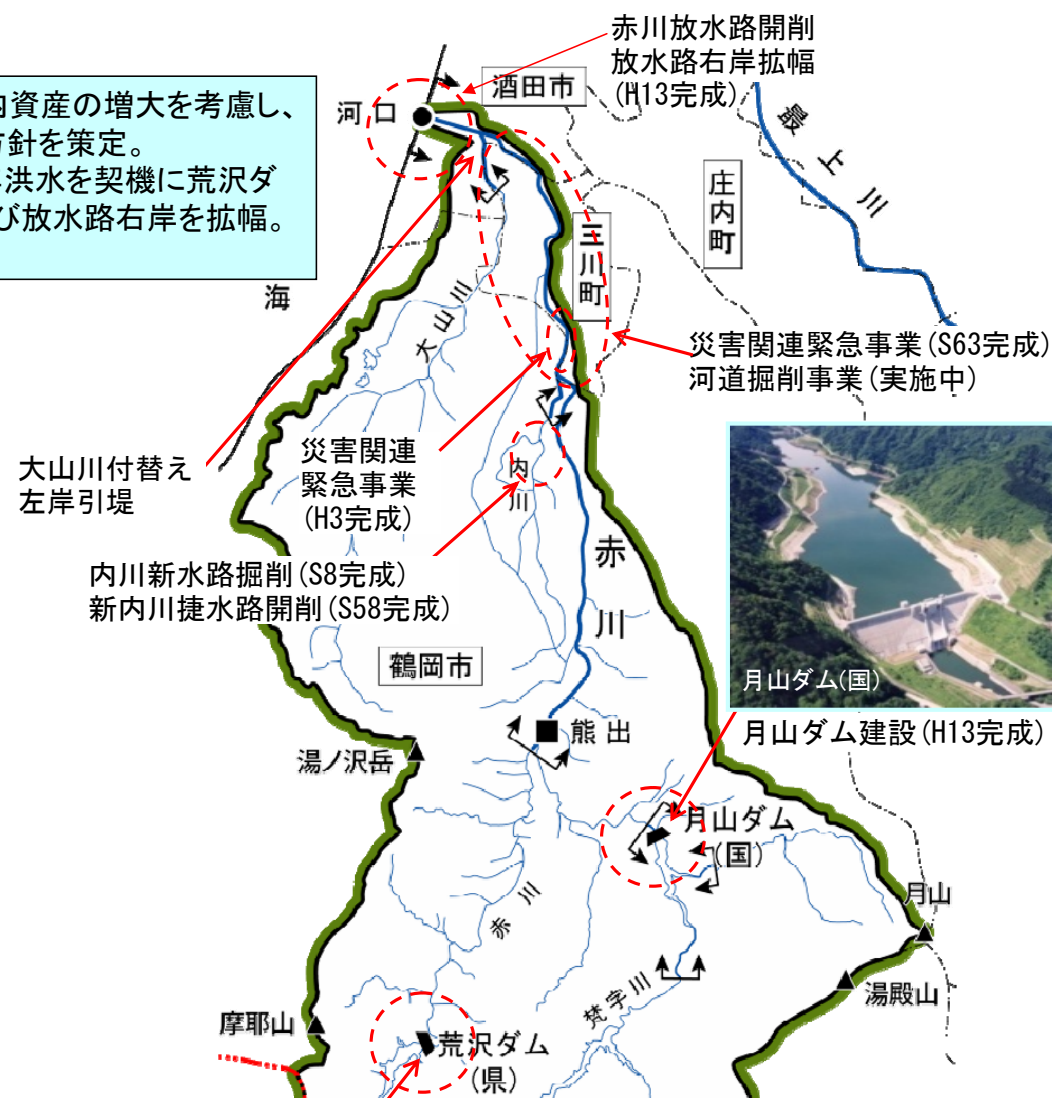 赤川放水路開削
放水路右岸拡幅
(H13完成)
酒田市
河口
内資産の増大を考慮し、
方針を策定。
洪水を契機に荒沢ダ
び放水路右岸を拡幅。
最上川
庄内町
三川町
海
大山川
災害関連緊急事業(S63完成)
河道掘削事業(実施中)
大山川付替え
左岸引堤
災害関連
緊急事業
(H3完成)
内川
内川新水路掘削(S8完成)
新内川捷水路開削(S58完成)
赤川
鶴岡市
月山ダム(国)
月山ダム建設(H13完成)
熊出
湯ノ沢岳
月山ダム
(国)
赤川
月山
湯殿山
梵字川
摩耶山
荒沢ダム
(県)